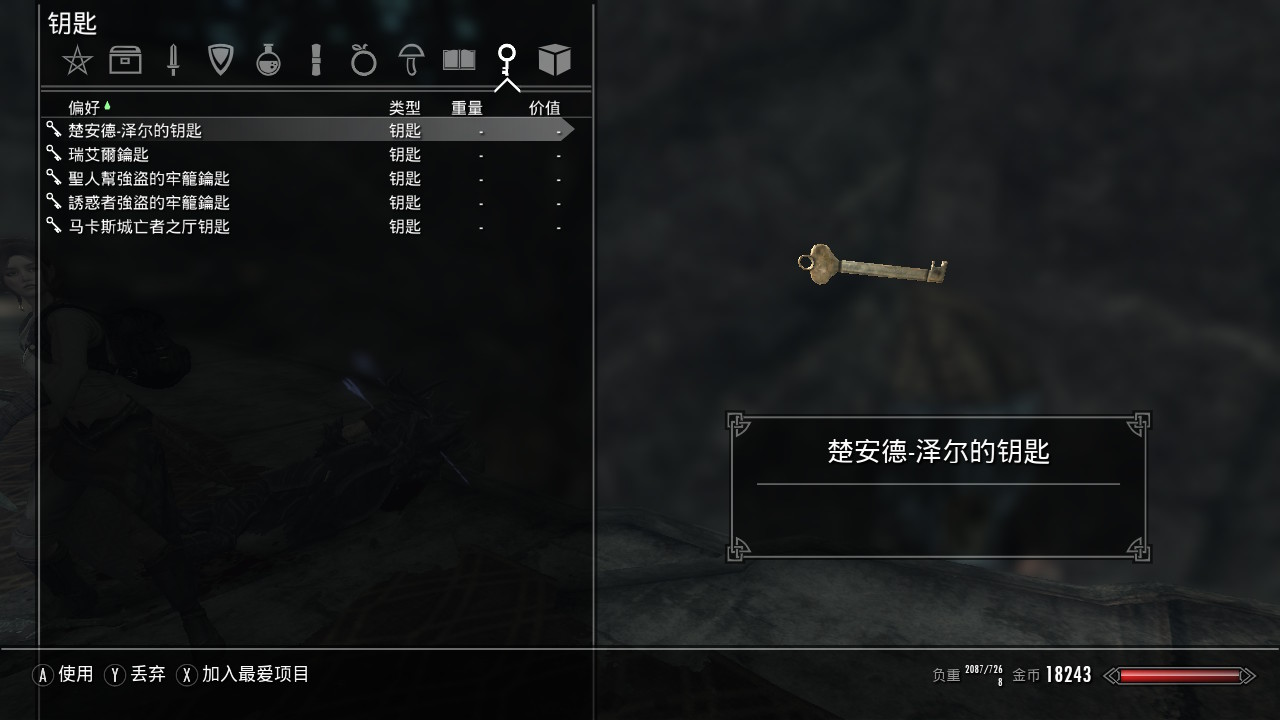 钥匙
偏好 类型 重量 价值
楚安德-泽尔的钥匙 钥匙 - -
瑞艾爾鑰匙 钥匙 - -
聖人幫強盗的牢籠鑰匙 钥匙 - -
誘惑者強盗的牢籠鑰匙 钥匙 - -
马卡斯城亡者之厅钥匙 钥匙 - -
楚安德-泽尔的钥匙
A 使用 Y 丢弃 X 加入最爱项目 负重 2087/726
8 金币 18243